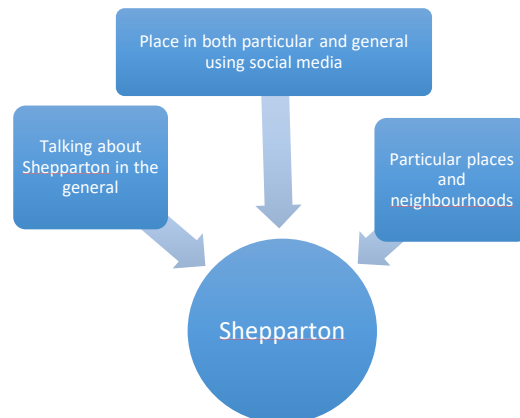 Place in both particular and general
using social media
Talking about
Shepparton in the
general
Particular places
and
neighbourhoods
Shepparton